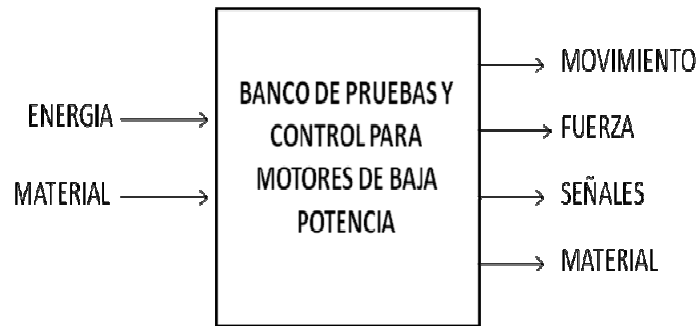 ENERGIA
MATERIAL
BANCO DE PRUEBAS Y
CONTROL PARA
MOTORES DE BAJA
POTENCIA
MOVIMIENTO
FUERZA
SEÑALES
MATERIAL